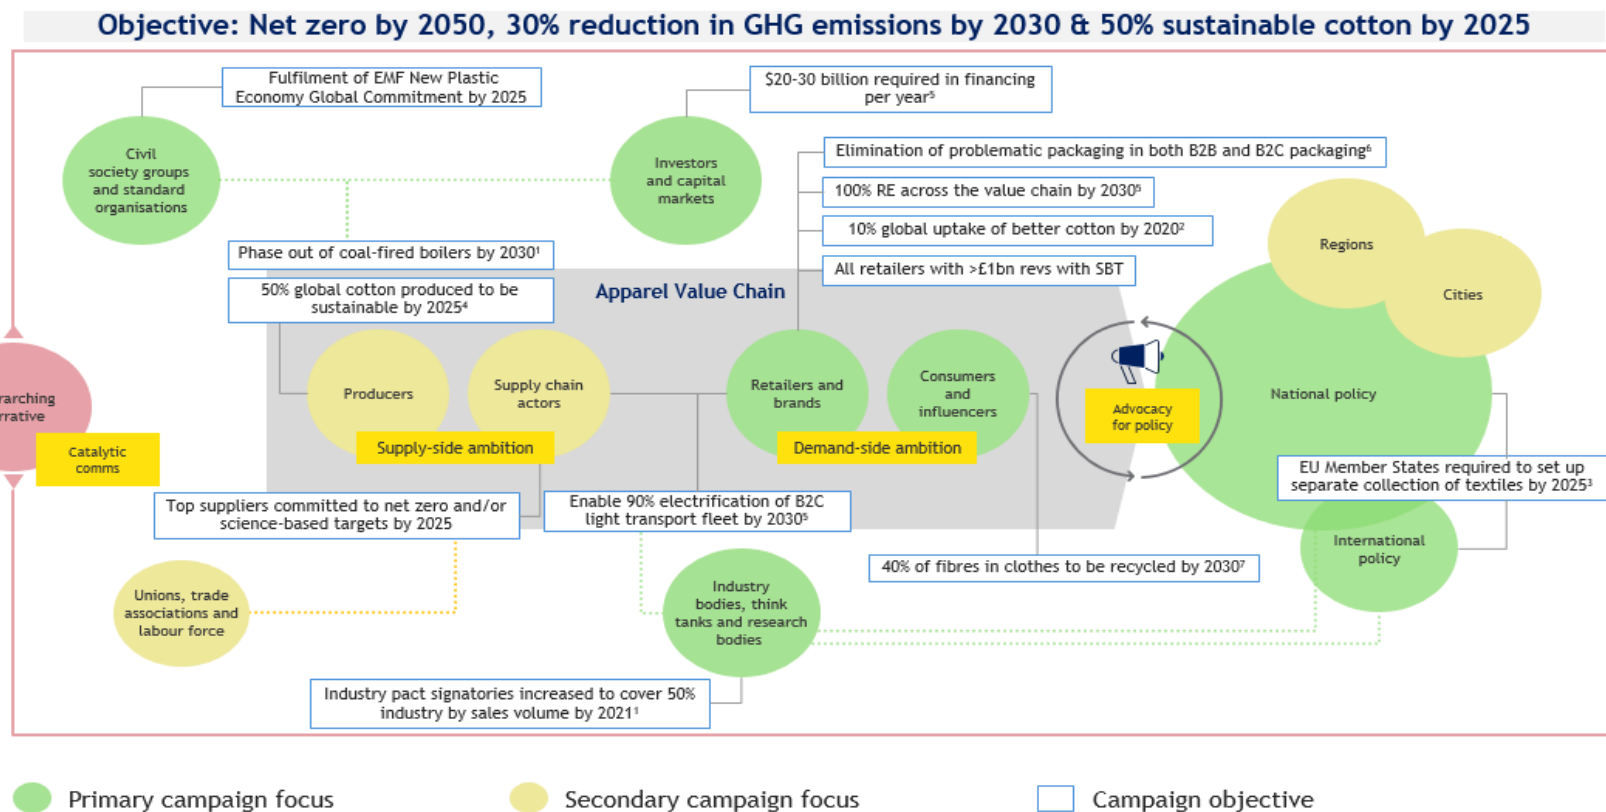 Objective: Net zero by 2050, 30% reduction in GHG emissions by 2030 & 50% sustainable cotton by 2025
Fulfilment of EMF New Plastic
Economy Global Commitment by 2025
$20-30 billion required in financing
per year⁵
Civil
society groups
and standard
organisations
Investors
and capital
markets
Elimination of problematic packaging in both B2B and B2C packaging⁶
100% RE across the value chain by 2030⁵
10% global uptake of better cotton by 2020²
All retailers with >£1bn revs with SBT
Regions
Cities
Phase out of coal-fired boilers by 2030¹
50% global cotton produced to be
sustainable by 2025⁴
Apparel Value Chain
Producers
Supply chain
actors
Supply-side ambition
Retailers and
brands
Consumers
and
influencers
Demand-side ambition
Advocacy
for policy
National policy
rarching
rrative
Catalytic
comms
EU Member States required to set up
separate collection of textiles by 2025³
Top suppliers committed to net zero and/or
science-based targets by 2025
Enable 90% electrification of B2C
light transport fleet by 2030⁵
International
policy
40% of fibres in clothes to be recycled by 2030⁷
Unions, trade
associations and
labour force
Industry
bodies, think
tanks and research
bodies
Industry pact signatories increased to cover 50%
industry by sales volume by 2021¹
Primary campaign focus
Secondary campaign focus
Campaign objective